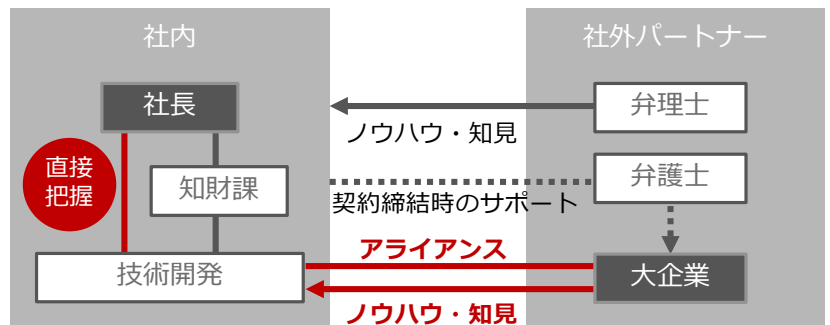 社内
社外パートナー
社長
弁理士
ノウハウ・知見
直接
把握
知財課
弁護士
契約締結時のサポート
アライアンス
技術開発
大企業
ノウハウ・知見